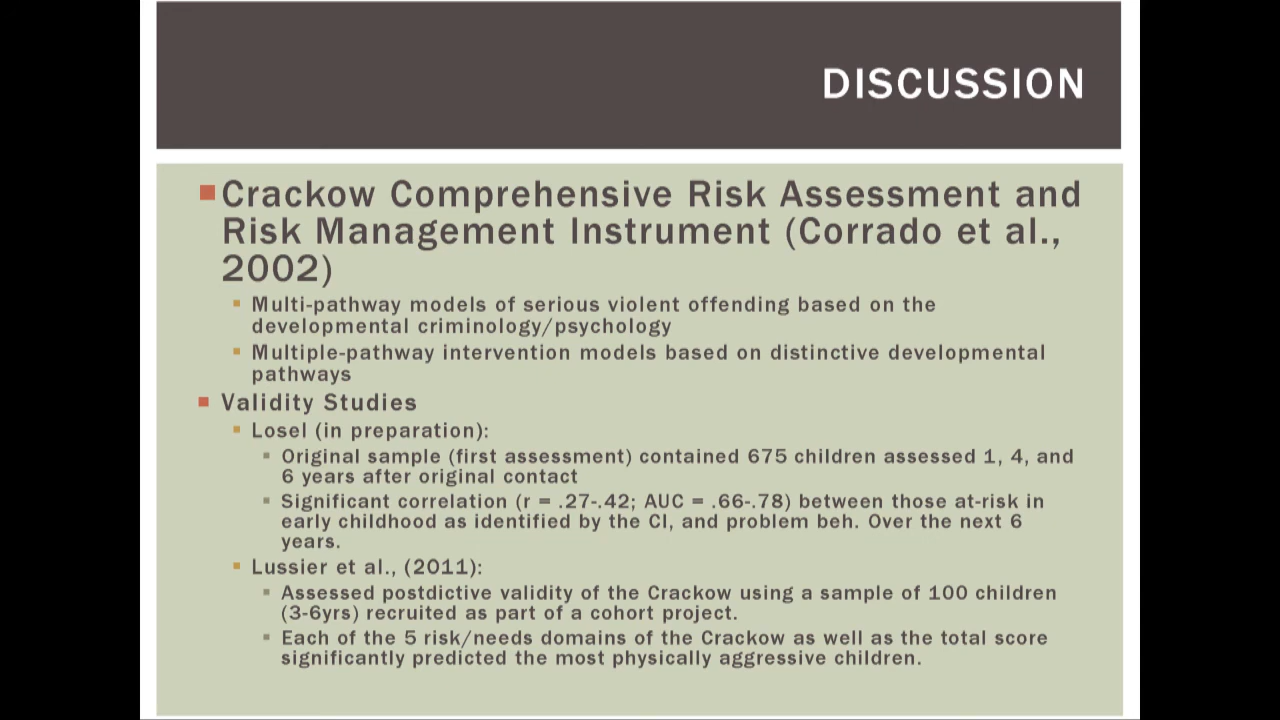 DISCUSSION
Crackow Comprehensive Risk Assessment and
Risk Management Instrument (Corrado et al.,
2002)
Multi-pathway models of serious violent offending based on the
developmental criminology/psychology
Multiple-pathway intervention models based on distinctive developmental
pathways
Validity Studies
Losel (in preparation):
Original sample (first assessment) contained 675 children assessed 1, 4, and
6 years after original contact
Significant correlation (r = .27-.42; AUC = .66-.78) between those at-risk in
early childhood as identified by the CI, and problem beh. Over the next 6
years.
Lussier et al., (2011):
Assessed postdictive validity of the Crackow using a sample of 100 children
(3-6yrs) recruited as part of a cohort project.
Each of the 5 risk/needs domains of the Crackow as well as the total score
significantly predicted the most physically aggressive children.